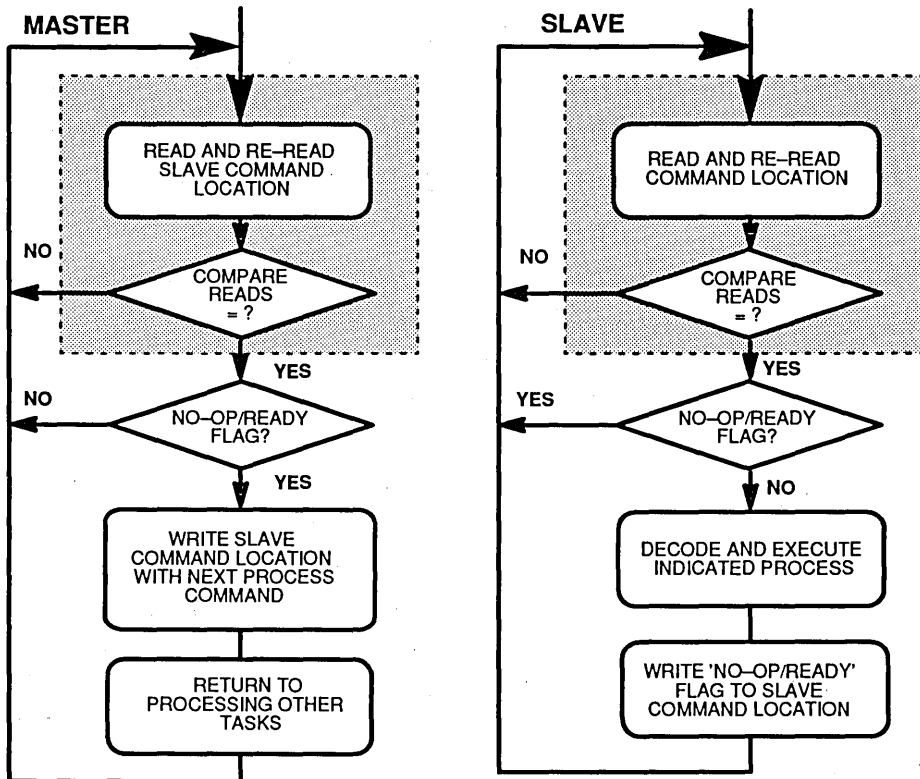 MASTER
READ AND RE–READ
SLAVE COMMAND
LOCATION
NO
COMPARE
READS
= ?
YES
NO
NO–OP/READY
FLAG?
YES
WRITE SLAVE
COMMAND LOCATION
WITH NEXT PROCESS
COMMAND
RETURN TO
PROCESSING OTHER
TASKS
SLAVE
READ AND RE–READ
COMMAND LOCATION
NO
COMPARE
READS
= ?
YES
YES
NO–OP/READY
FLAG?
NO
DECODE AND EXECUTE
INDICATED PROCESS
WRITE 'NO–OP/READY'
FLAG TO SLAVE
COMMAND LOCATION